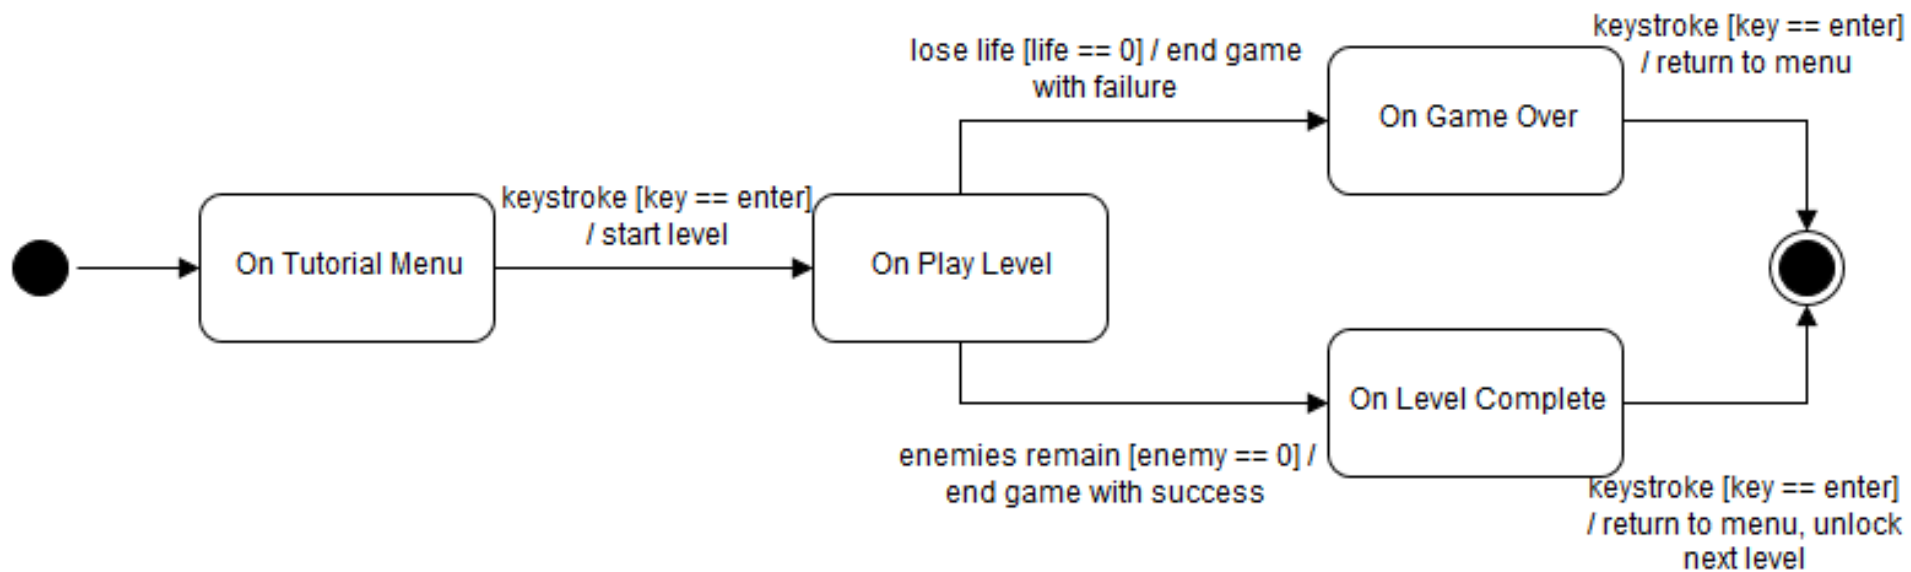 On Tutorial Menu
keystroke [key == enter]
/ start level
On Play Level
lose life [life == 0] / end game
with failure
On Game Over
keystroke [key == enter]
/ return to menu
enemies remain [enemy == 0] /
end game with success
On Level Complete
keystroke [key == enter]
/ return to menu, unlock
next level